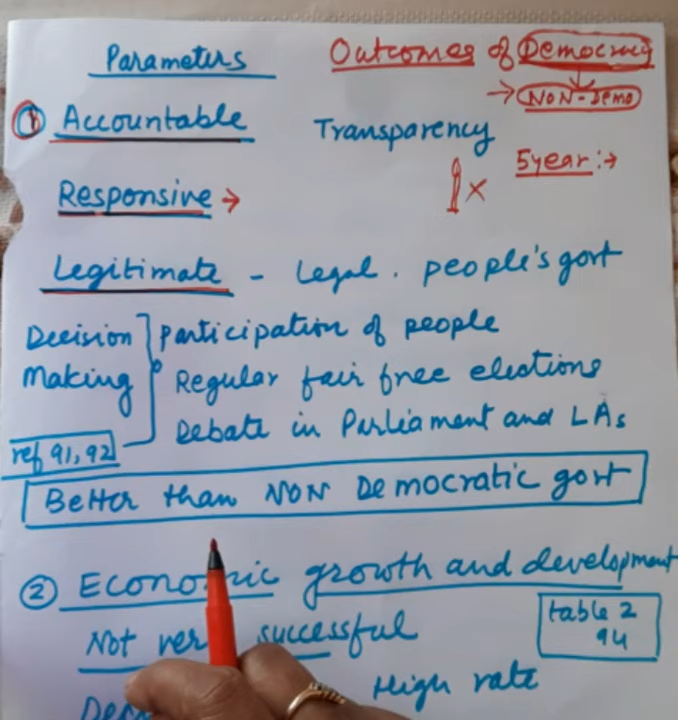 Parameters
Outcomes of Democracy
→ NON-Demo
① Accountable Transparency
5year :→
Responsive →
×
Legitimate - Legal. people's govt
Decision Participation of people
Making Regular fair free elections
Debate in Parliament and LAs
ref 91, 92
Better than NON Democratic govt
② Economic growth and development
table 2
94
Not very successful
High rate